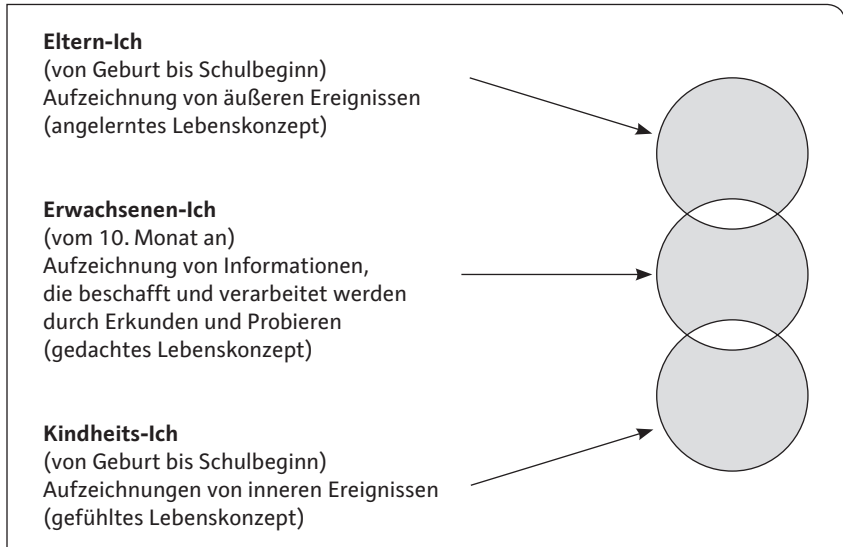 Eltern-Ich
(von Geburt bis Schulbeginn)
Aufzeichnung von äußeren Ereignissen
(angelerntes Lebenskonzept)
Erwachsenen-Ich
(vom 10. Monat an)
Aufzeichnung von Informationen,
die beschafft und verarbeitet werden
durch Erkunden und Probieren
(gedachtes Lebenskonzept)
Kindheits-Ich
(von Geburt bis Schulbeginn)
Aufzeichnungen von inneren Ereignissen
(gefühltes Lebenskonzept)